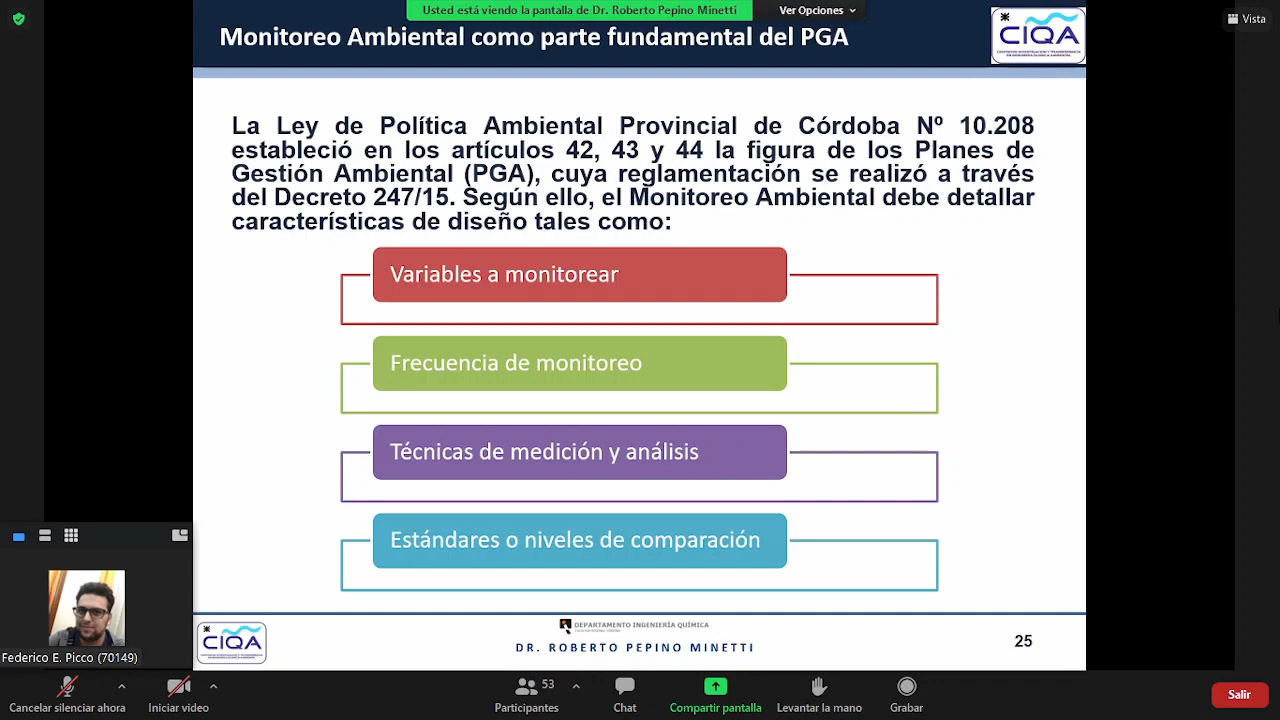 Usted está viendo la pantalla de Dr. Roberto Pepino Minetti
Ver Opciones
Vista
Monitoreo Ambiental como parte fundamental del PGA
CIQA
La Ley de Política Ambiental Provincial de Córdoba Nº 10.208
estableció en los artículos 42, 43 y 44 la figura de los Planes de
Gestión Ambiental (PGA), cuya reglamentación se realizó a través
del Decreto 247/15. Según ello, el Monitoreo Ambiental debe detallar
características de diseño tales como:
Variables a monitorear
Frecuencia de monitoreo
Técnicas de medición y análisis
Estándares o niveles de comparación
DEPARTAMENTO INGENIERÍA QUÍMICA
DR. ROBERTO PEPINO MINETTI
25
CIQA
Federico E. Picco (70149)
53
Cancelar silenciar ahora
Iniciar video
Participantes
Chat
Compartir pantalla
Levantar la mano
Grabar
Salir